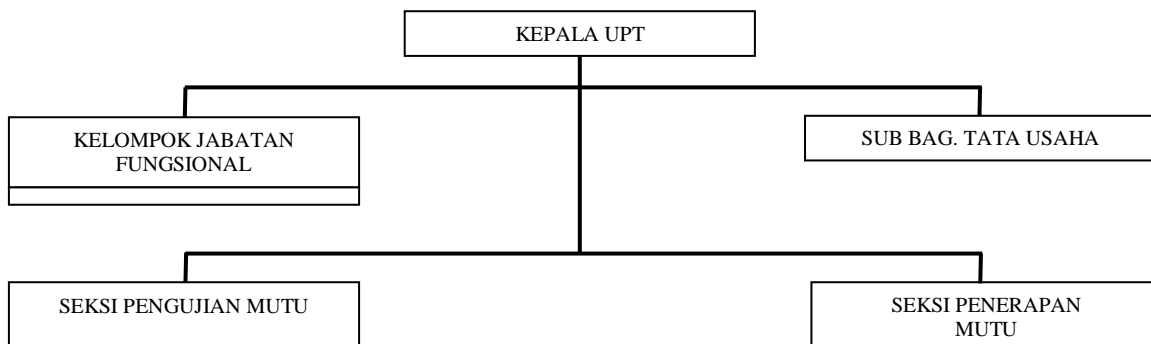 KEPALA UPT
KELOMPOK JABATAN
FUNGSIONAL
SUB BAG. TATA USAHA
SEKSI PENGUJIAN MUTU
SEKSI PENERAPAN
MUTU